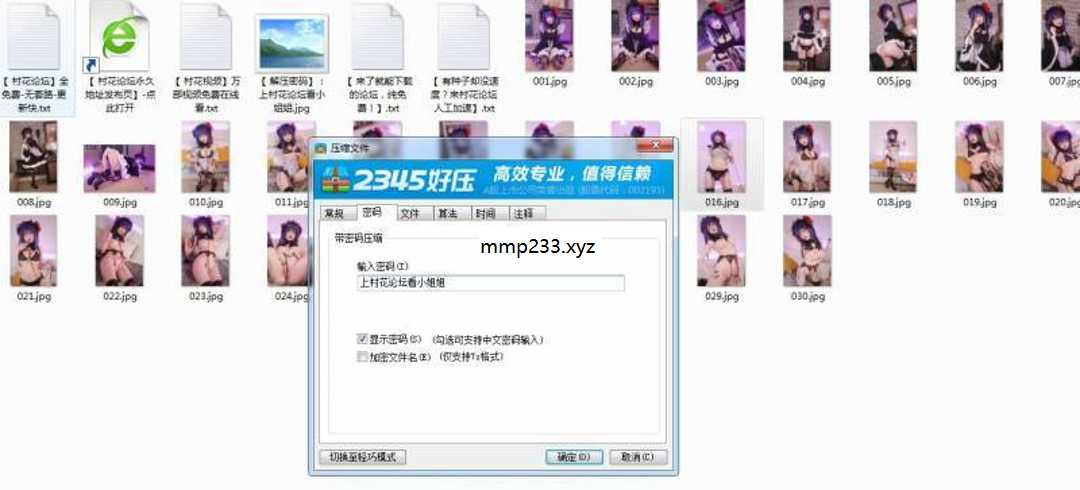 【 村花论坛】全
免费-无套路-更
新快.txt
【 村花论坛永久
地址发布页】-点
此打开
【 村花视频】万
部视频免费在线
看.txt
【 解压密码】：
上村花论坛看小
姐姐.jpg
【 来了就能下载
的论坛，纯免
费！】.txt
【 有种子却没速
度？来村花论坛
人工加速】.txt
001.jpg
002.jpg
003.jpg
004.jpg
005.jpg
006.jpg
007.j
008.jpg
009.jpg
010.jpg
011.jpg
016.jpg
017.jpg
018.jpg
019.jpg
020.jpg
021.jpg
022.jpg
023.jpg
024.jpg
029.jpg
030.jpg
压缩文件
2345好压
高效专业，值得信赖
A股上市公司荣誉出品 (股票代码：002195)
常规
密码
文件
算法
时间
注释
带密码压缩
mmp233.xyz
输入密码(I)
上村花论坛看小姐姐
显示密码(S) (勾选可支持中文密码输入)
加密文件名(E) (仅支持7z格式)
切换至轻巧模式
确定(O)
取消(C)